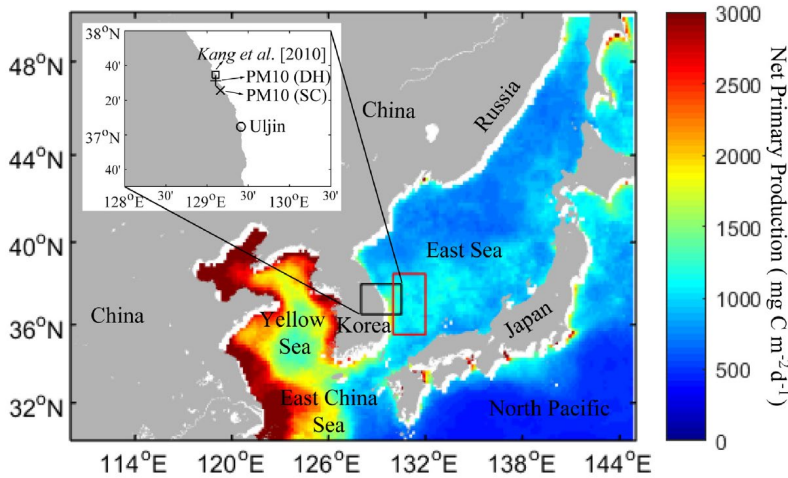 38°N
40'
20'
37°N
40'
128°E
30'
129°E
30'
130°E
30'
Kang et al. [2010]
PM10 (DH)
PM10 (SC)
Uljin
48°N
44°N
40°N
36°N
32°N
114°E
120°E
126°E
132°E
138°E
144°E
China
Russia
East Sea
China
Yellow
Sea
Korea
Japan
East China
Sea
North Pacific
3000
2500
2000
1500
1000
500
0
Net Primary Production ( mg C m⁻² d⁻¹)